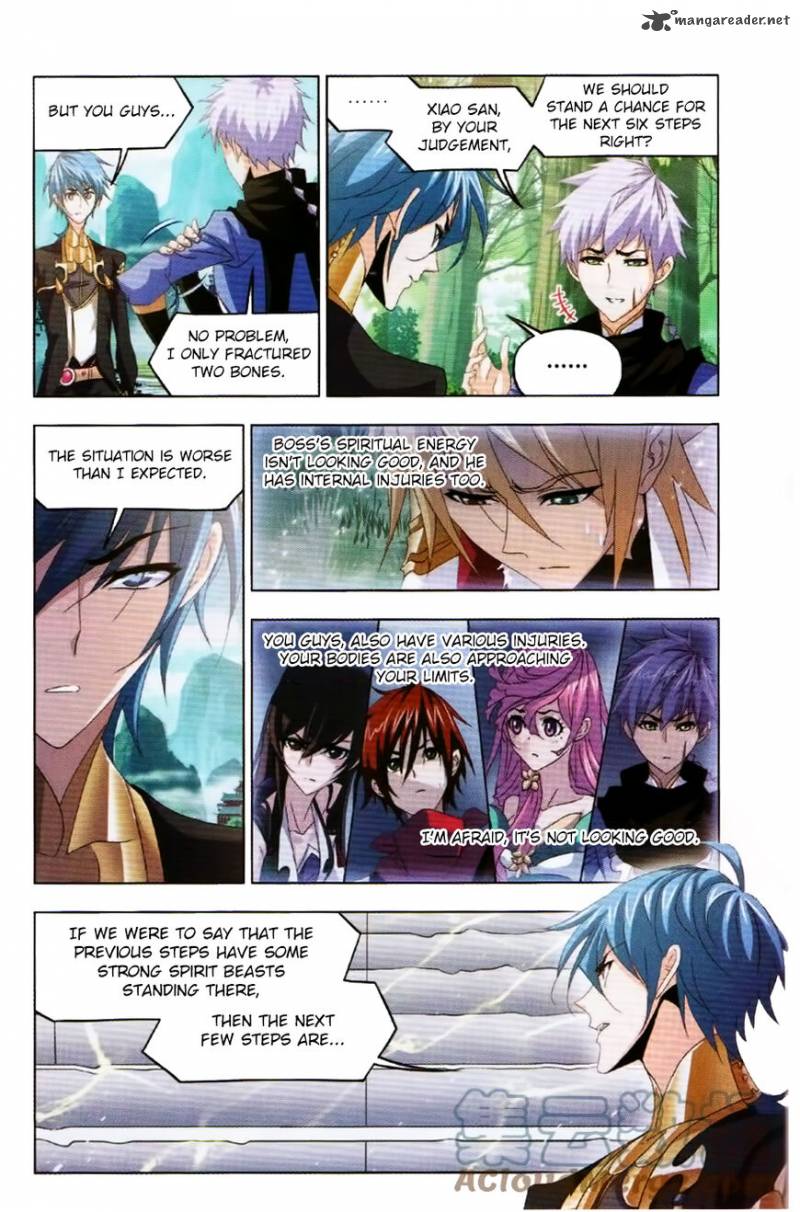 mangareader.net
BUT YOU GUYS...
NO PROBLEM,
I ONLY FRACTURED
TWO BONES.
......
XIAO SAN,
BY YOUR
JUDGEMENT,
WE SHOULD
STAND A CHANCE FOR
THE NEXT SIX STEPS
RIGHT?
......
THE SITUATION IS WORSE
THAN I EXPECTED.
BOSS'S SPIRITUAL ENERGY
ISN'T LOOKING GOOD, AND HE
HAS INTERNAL INJURIES TOO.
YOU GUYS, ALSO HAVE VARIOUS INJURIES.
YOUR BODIES ARE ALSO APPROACHING
YOUR LIMITS.
I'M AFRAID, IT'S NOT LOOKING GOOD.
IF WE WERE TO SAY THAT THE
PREVIOUS STEPS HAVE SOME
STRONG SPIRIT BEASTS
STANDING THERE,
THEN THE NEXT
FEW STEPS ARE...
集云